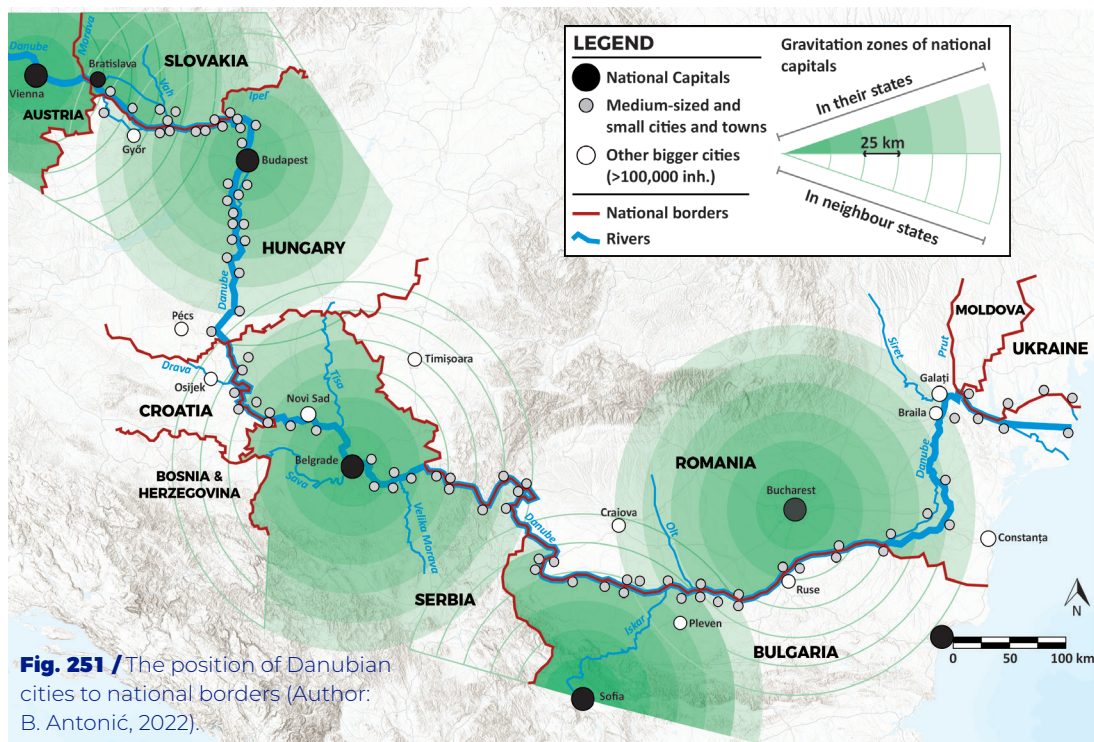 Danube
Morava
SLOVAKIA
Bratislava
Vah
Ipel'
Vienna
AUSTRIA
Győr
Budapest
HUNGARY
Danube
Pécs
Drava
Osijek
Tisa
Timișoara
Novi Sad
CROATIA
Belgrade
Sava
BOSNIA &
HERZEGOVINA
Velika Morava
SERBIA
Danube
Craiova
Olt
ROMANIA
Bucharest
Iskar
Pleven
Ruse
BULGARIA
Sofia
Siret
Prut
MOLDOVA
UKRAINE
Galați
Braila
Danube
Constanța
LEGEND
National Capitals
Medium-sized and
small cities and towns
Other bigger cities
(>100,000 inh.)
National borders
Rivers
Gravitation zones of national
capitals
In their states
25 km
In neighbour states
N
0 50 100 km
Fig. 251 / The position of Danubian
cities to national borders (Author:
B. Antonić, 2022).